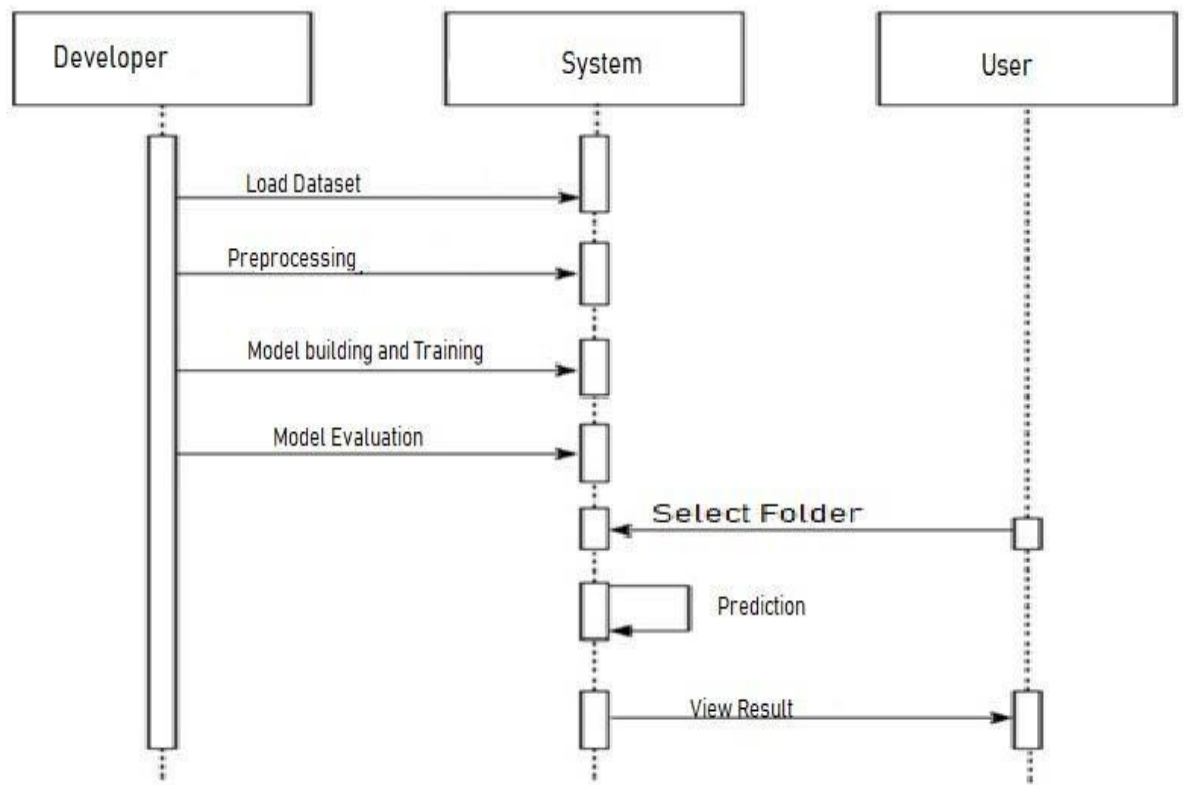 Developer
System
User
Load Dataset
Preprocessing
Model building and Training
Model Evaluation
Select Folder
Prediction
View Result